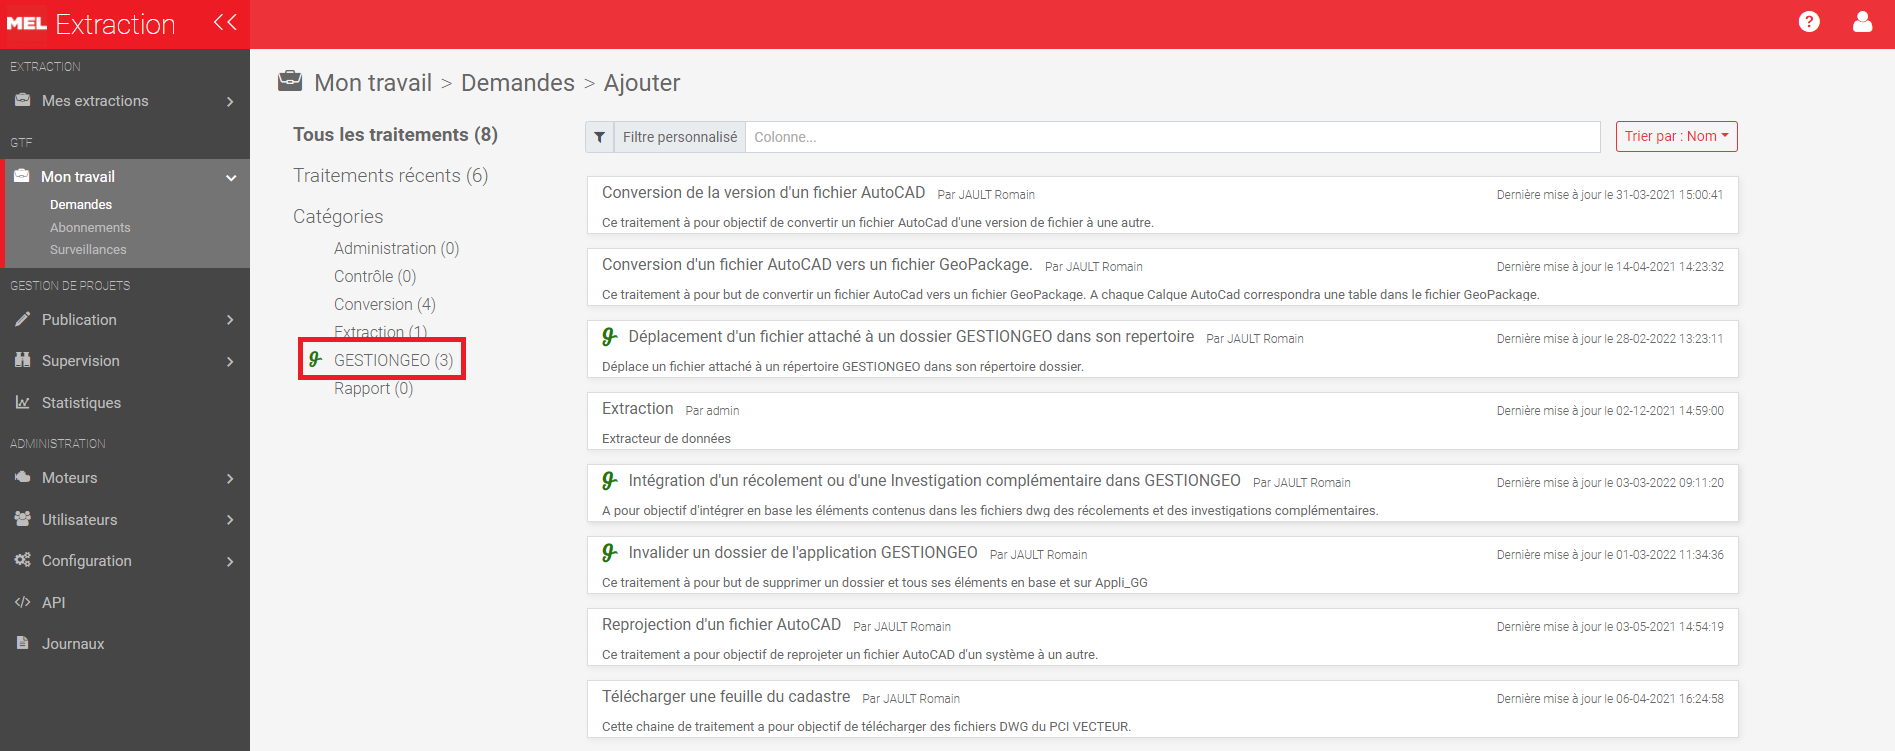 MEL Extraction
EXTRACTION
Mes extractions
GTF
Mon travail
Demandes
Abonnements
Surveillances
GESTION DE PROJETS
Publication
Supervision
Statistiques
ADMINISTRATION
Moteurs
Utilisateurs
Configuration
API
Journaux
Mon travail > Demandes > Ajouter
Tous les traitements (8)
Traitements récents (6)
Catégories
Administration (0)
Contrôle (0)
Conversion (4)
Extraction (1)
GESTIONGEO (3)
Rapport (0)
Filtre personnalisé Colonne... Trier par : Nom
Conversion de la version d'un fichier AutoCAD Par JAULT Romain Dernière mise à jour le 31-03-2021 15:00:41
Ce traitement à pour objectif de convertir un fichier AutoCad d'une version de fichier à une autre.
Conversion d'un fichier AutoCAD vers un fichier GeoPackage. Par JAULT Romain Dernière mise à jour le 14-04-2021 14:23:32
Ce traitement à pour but de convertir un fichier AutoCad vers un fichier GeoPackage. A chaque Calque AutoCad correspondra une table dans le fichier GeoPackage.
Déplacement d'un fichier attaché à un dossier GESTIONGEO dans son repertoire Par JAULT Romain Dernière mise à jour le 28-02-2022 13:23:11
Déplace un fichier attaché à un répertoire GESTIONGEO dans son répertoire dossier.
Extraction Par admin Dernière mise à jour le 02-12-2021 14:59:00
Extracteur de données
Intégration d'un récolement ou d'une Investigation complémentaire dans GESTIONGEO Par JAULT Romain Dernière mise à jour le 03-03-2022 09:11:20
A pour objectif d'intégrer en base les éléments contenus dans les fichiers dwg des récolements et des investigations complémentaires.
Invalider un dossier de l'application GESTIONGEO Par JAULT Romain Dernière mise à jour le 01-03-2022 11:34:36
Ce traitement à pour but de supprimer un dossier et tous ses éléments en base et sur Appli_GG
Reprojection d'un fichier AutoCAD Par JAULT Romain Dernière mise à jour le 03-05-2021 14:54:19
Ce traitement a pour objectif de reprojeter un fichier AutoCAD d'un système à un autre.
Télécharger une feuille du cadastre Par JAULT Romain Dernière mise à jour le 06-04-2021 16:24:58
Cette chaine de traitement a pour objectif de télécharger des fichiers DWG du PCI VECTEUR.